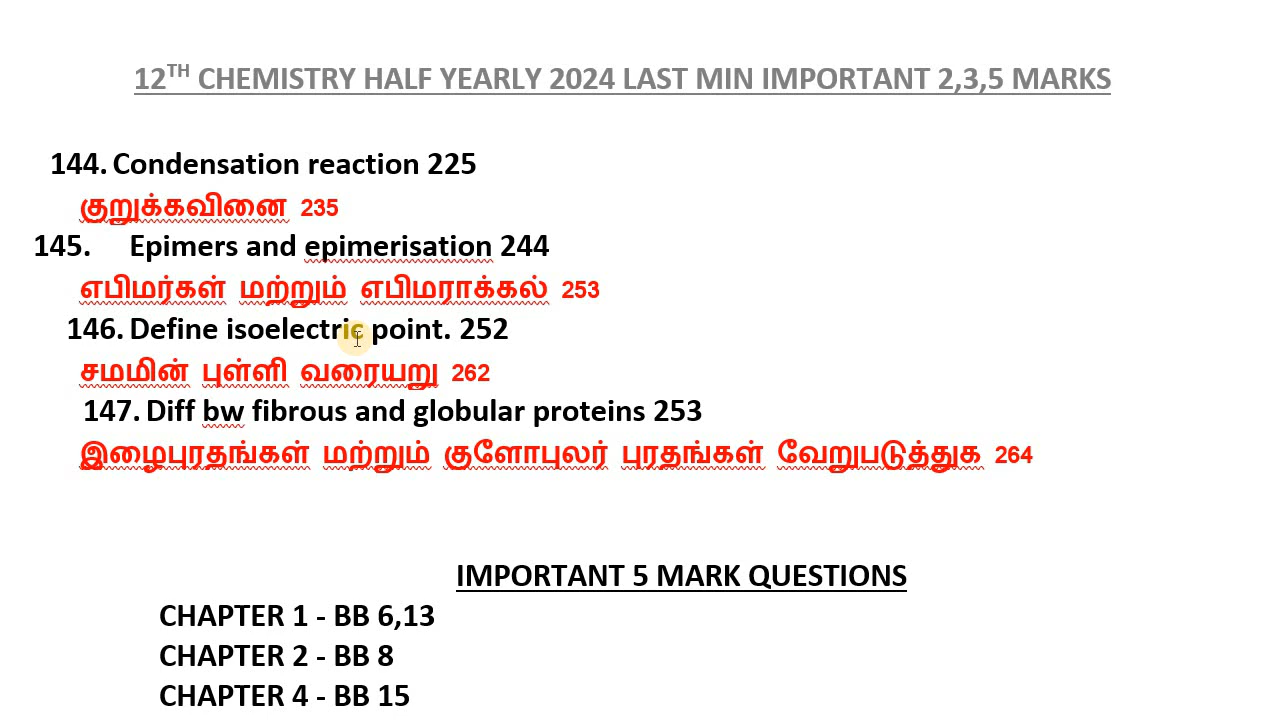 12TH CHEMISTRY HALF YEARLY 2024 LAST MIN IMPORTANT 2,3,5 MARKS
144. Condensation reaction 225
குறுக்கவினை 235
145. Epimers and epimerisation 244
எபிமர்கள் மற்றும் எபிமராக்கல் 253
146. Define isoelectric point. 252
சமமின் புள்ளி வரையறு 262
147. Diff bw fibrous and globular proteins 253
இழைபுரதங்கள் மற்றும் குளோபுலர் புரதங்கள் வேறுபடுத்துக 264
IMPORTANT 5 MARK QUESTIONS
CHAPTER 1 - BB 6,13
CHAPTER 2 - BB 8
CHAPTER 4 - BB 15